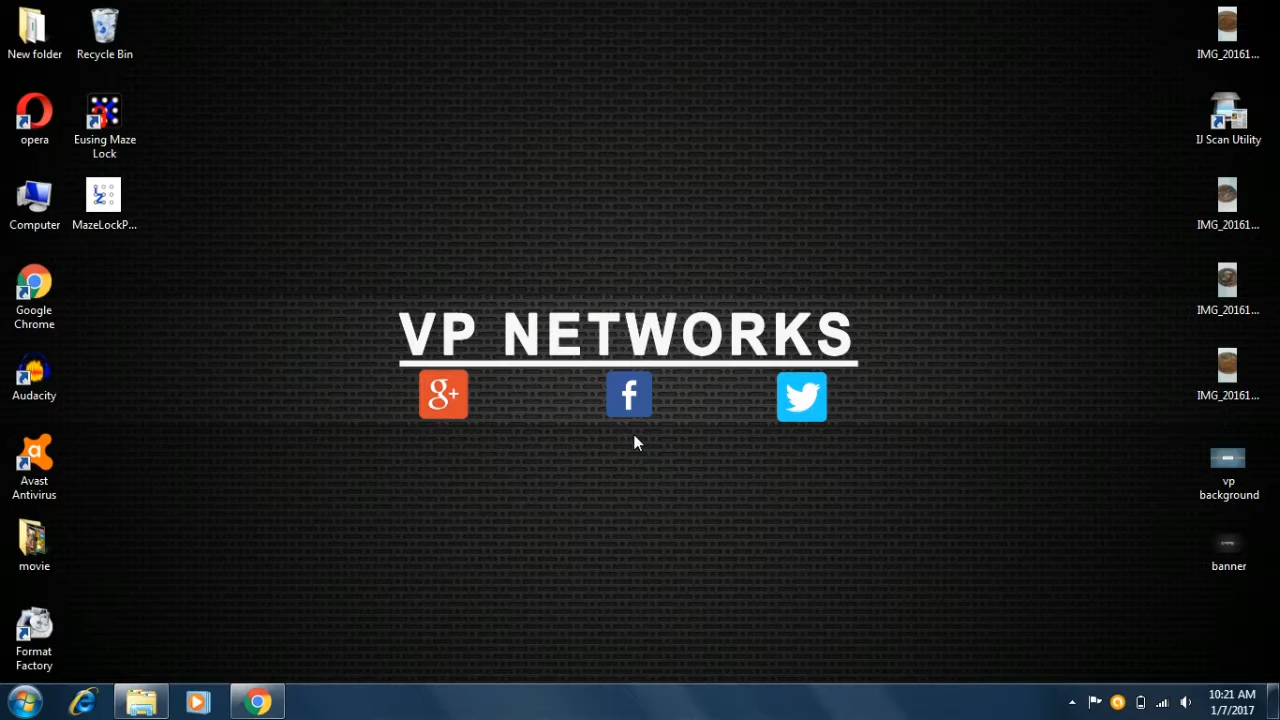 New folder
Recycle Bin
opera
Eusing Maze
Lock
Computer
MazeLockP...
Google
Chrome
Audacity
Avast
Antivirus
movie
Format
Factory
VP NETWORKS
g+
f
IMG_20161...
IJ Scan Utility
IMG_20161...
IMG_20161...
IMG_20161...
vp
background
banner
10:21 AM
1/7/2017